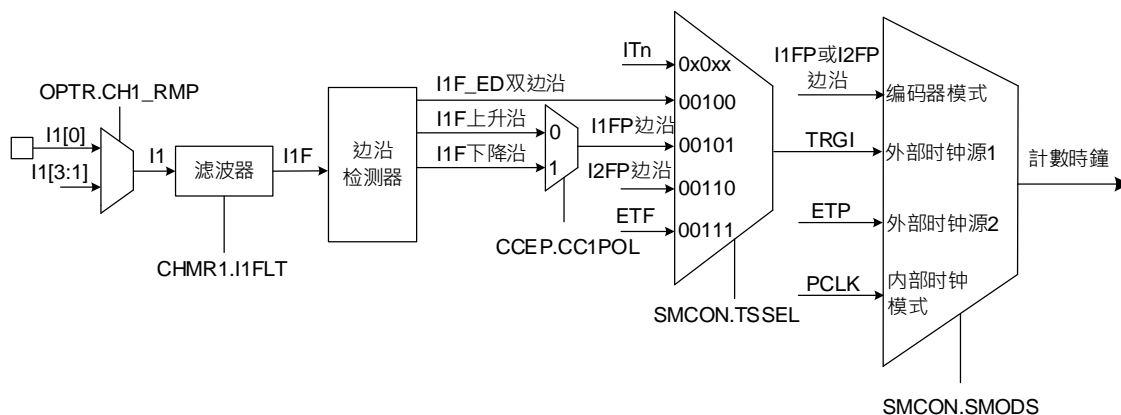 OPTR.CH1_RMP
I1[0]
I1[3:1]
I1
滤波器
I1F
CHMR1.I1FLT
边沿
检测器
I1F_ED双边沿
I1F上升沿
I1F下降沿
0
1
CCEP.CC1POL
ITn
I1FP边沿
I2FP边沿
ETF
0x0xx
00100
00101
00110
00111
SMCON.TSSEL
I1FP或I2FP
边沿
TRGI
ETP
PCLK
编码器模式
外部时钟源1
外部时钟源2
内部时钟
模式
SMCON.SMODS
計數時鐘